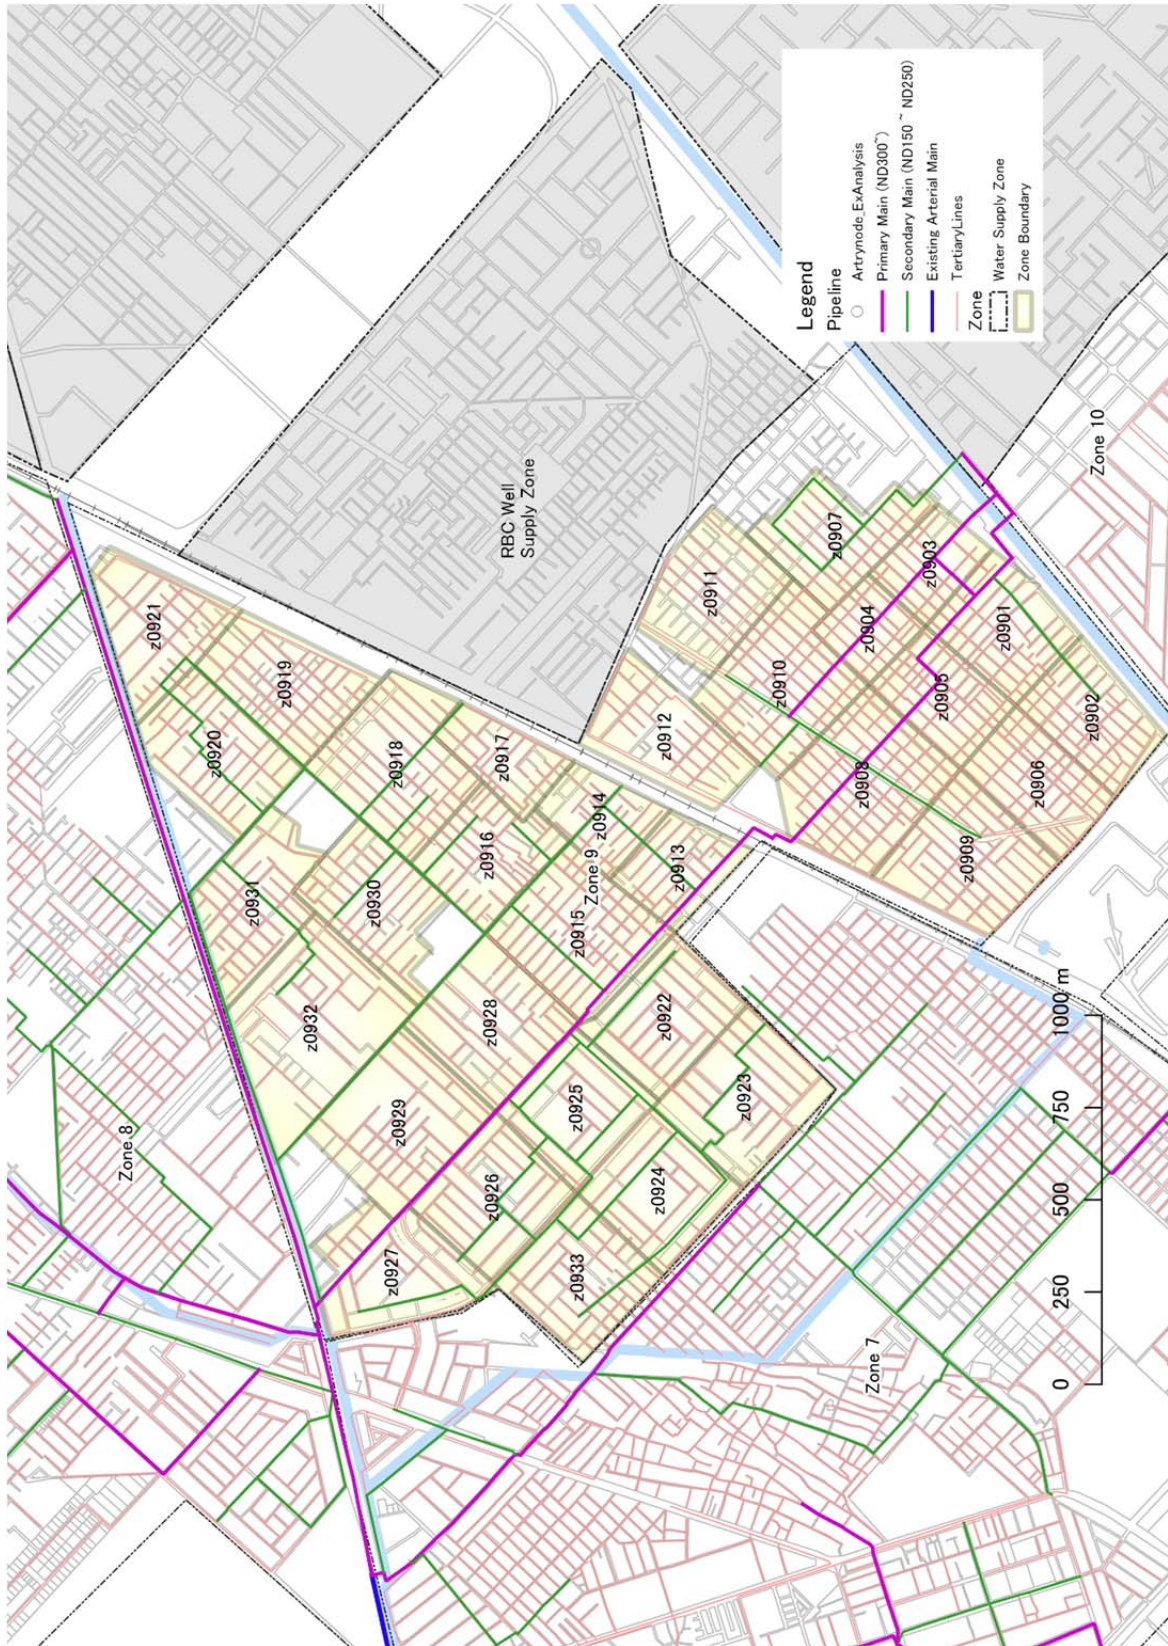 Legend
Pipeline
Artrynode_ExAnalysis
Primary Main (ND300~)
Secondary Main (ND150 ~ ND250)
Existing Arterial Main
TertiaryLines
Zone
Water Supply Zone
Zone Boundary
RBC Well
Supply Zone
Zone 10
Zone 9
Zone 8
Zone 7
z0921
z0919
z0920
z0918
z0917
z0916
z0914
z0913
z0915
z0931
z0930
z0932
z0928
z0929
z0922
z0923
z0925
z0924
z0926
z0927
z0933
z0911
z0907
z0903
z0904
z0901
z0910
z0905
z0902
z0912
z0908
z0906
z0909
0
250
500
750
1000 m